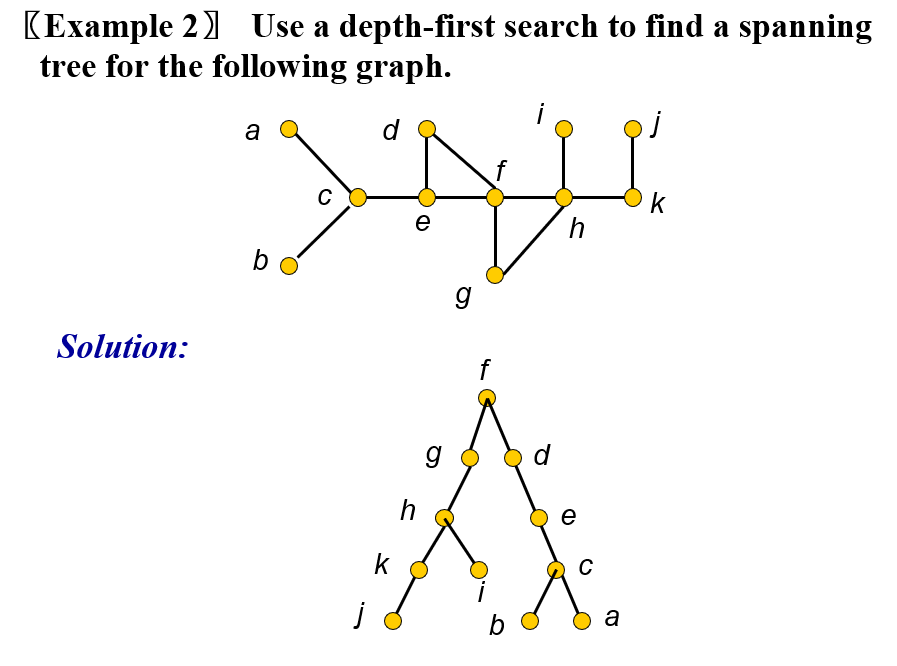 〖Example 2〗 Use a depth-first search to find a spanning
tree for the following graph.
a d i j
f
c k
e h
b
g
Solution:
f
g d
h e
k c
i
j b a